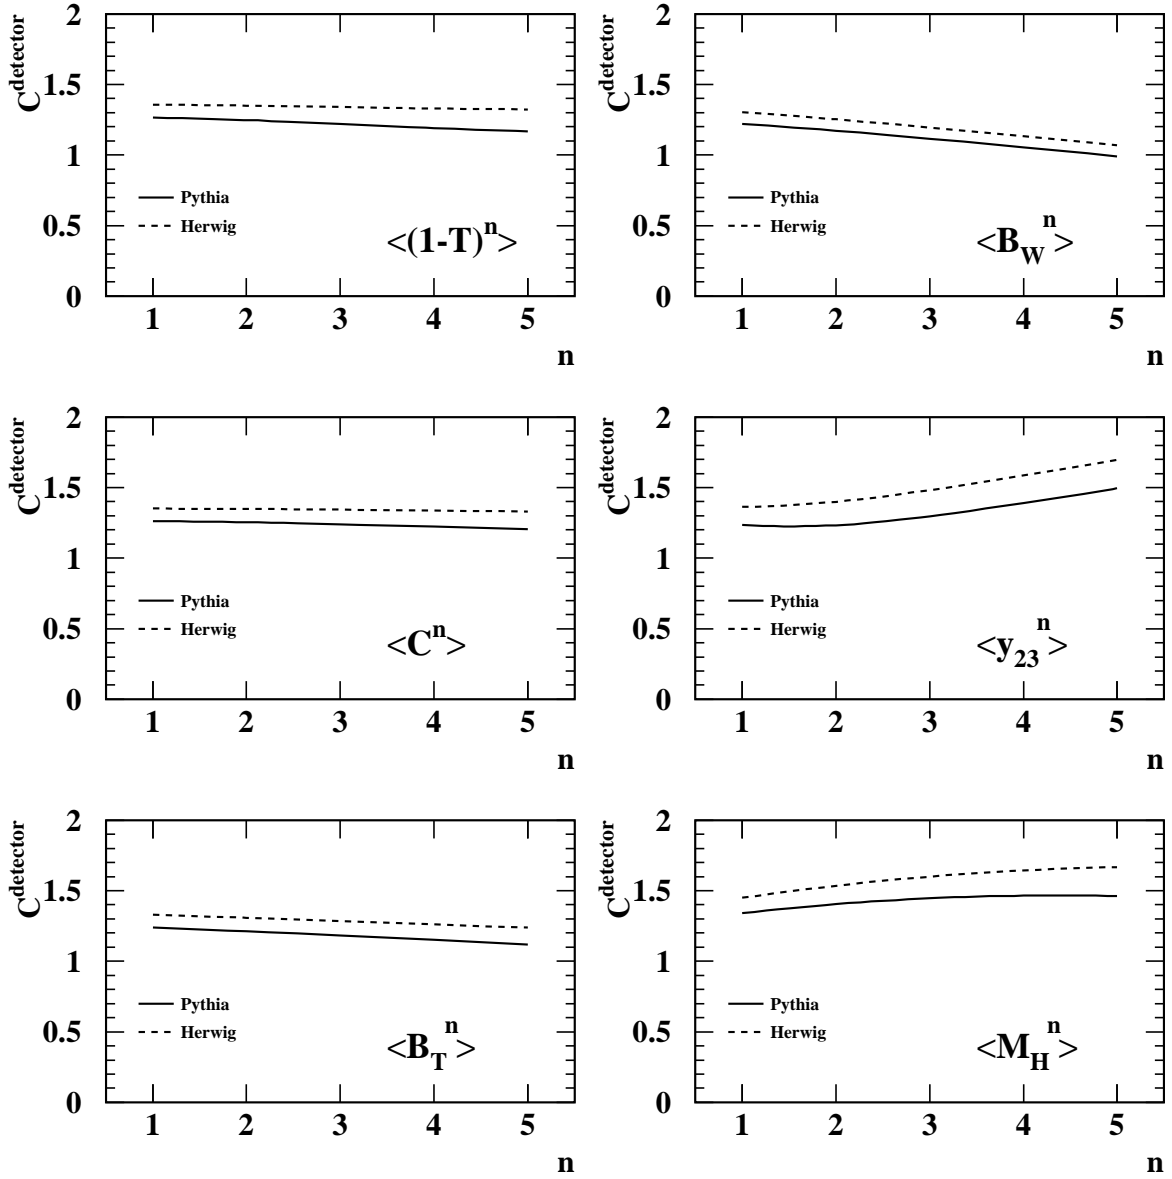 C^detector
2
1.5
1
0.5
0
Pythia
Herwig
<(1-T)^n>
1 2 3 4 5
n
C^detector
2
1.5
1
0.5
0
Pythia
Herwig
<B_W^n>
1 2 3 4 5
n
C^detector
2
1.5
1
0.5
0
Pythia
Herwig
<C^n>
1 2 3 4 5
n
C^detector
2
1.5
1
0.5
0
Pythia
Herwig
<y_23^n>
1 2 3 4 5
n
C^detector
2
1.5
1
0.5
0
Pythia
Herwig
<B_T^n>
1 2 3 4 5
n
C^detector
2
1.5
1
0.5
0
Pythia
Herwig
<M_H^n>
1 2 3 4 5
n